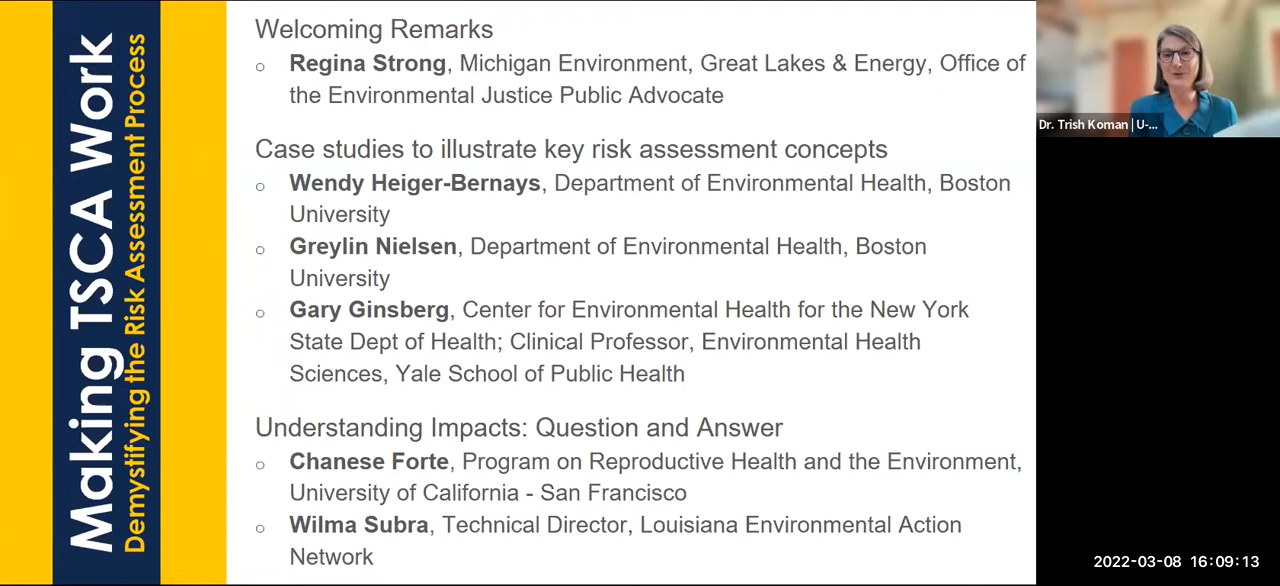 Making TSCA Work
Demystifying the Risk Assessment Process
Welcoming Remarks
○ Regina Strong, Michigan Environment, Great Lakes & Energy, Office of
the Environmental Justice Public Advocate
Case studies to illustrate key risk assessment concepts
○ Wendy Heiger-Bernays, Department of Environmental Health, Boston
University
○ Greylin Nielsen, Department of Environmental Health, Boston
University
○ Gary Ginsberg, Center for Environmental Health for the New York
State Dept of Health; Clinical Professor, Environmental Health
Sciences, Yale School of Public Health
Understanding Impacts: Question and Answer
○ Chanese Forte, Program on Reproductive Health and the Environment,
University of California - San Francisco
○ Wilma Subra, Technical Director, Louisiana Environmental Action
Network
Dr. Trish Koman | U-...
2022-03-08 16:09:13